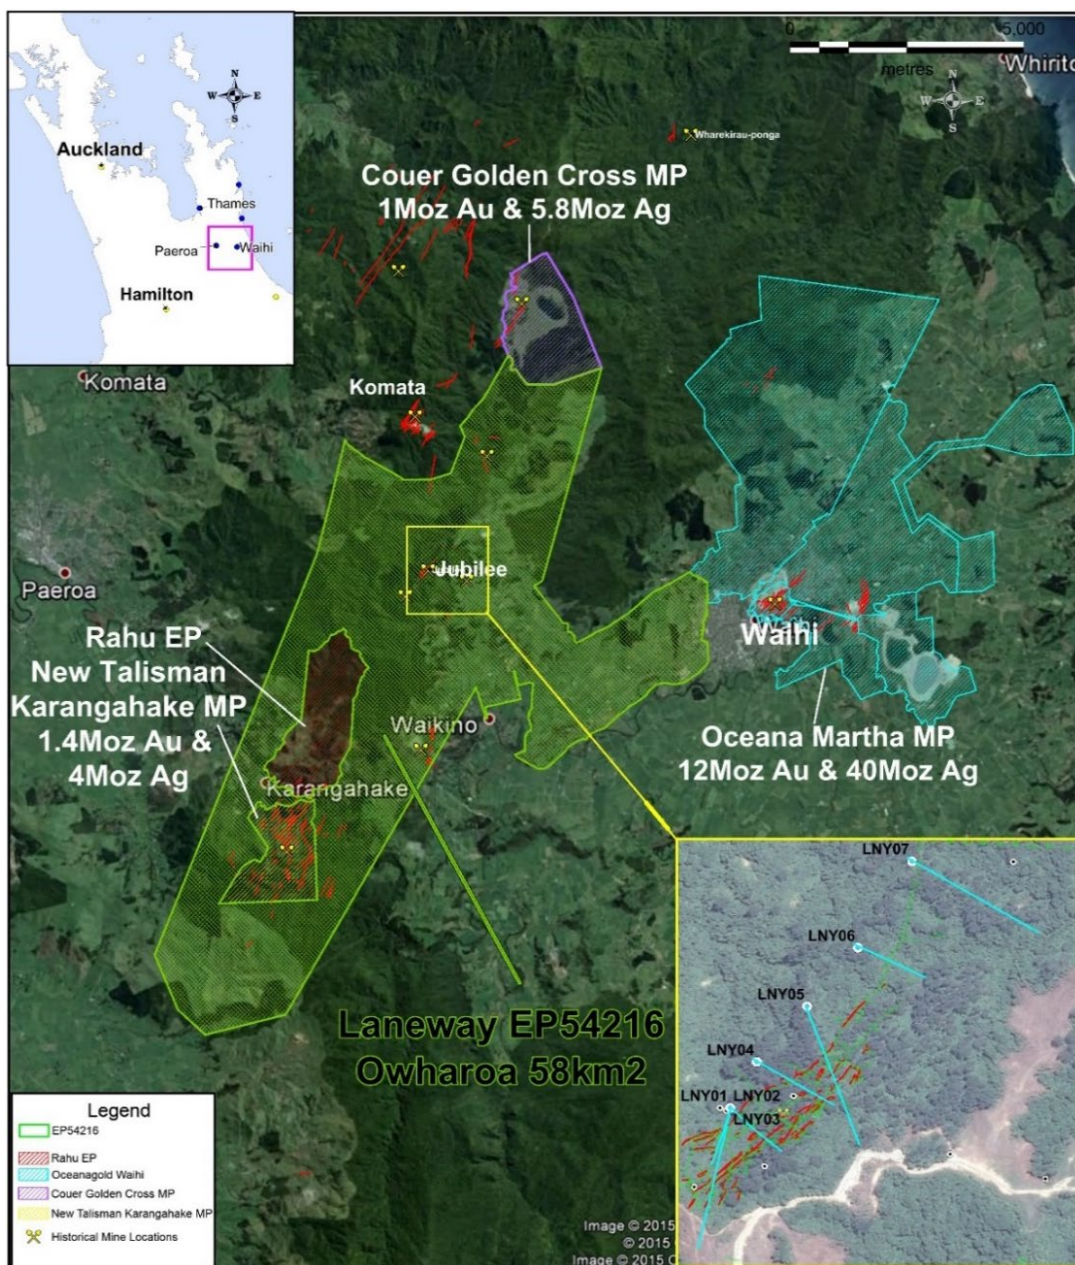 N
W E
S
Auckland
Thames
Paeroa
Waihi
Hamilton
0 5,000
metres
N
W E
S
Whirito
Wharekirau-ponga
Couer Golden Cross MP
1Moz Au & 5.8Moz Ag
Komata
Komata
Paeroa
Jubilee
Rahu EP
New Talisman
Karangahake MP
1.4Moz Au &
4Moz Ag
Waikino
Karangahake
Waihi
Oceana Martha MP
12Moz Au & 40Moz Ag
Laneway EP54216
Owharoa 58km2
LNY07
LNY06
LNY05
LNY04
LNY01 LNY02
LNY03
Legend
EP54216
Rahu EP
Oceanagold Waihi
Couer Golden Cross MP
New Talisman Karangahake MP
Historical Mine Locations
Image © 2015
© 2015
Image © 2015